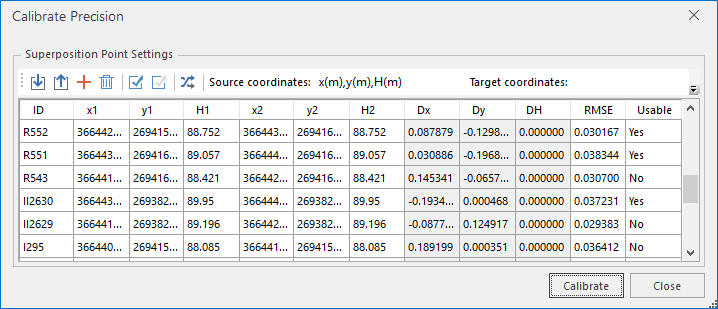 Calibrate Precision
Superposition Point Settings
Source coordinates: x(m),y(m),H(m) Target coordinates:
ID x1 y1 H1 x2 y2 H2 Dx Dy DH RMSE Usable
R552 366442... 269415... 88.752 366443... 269416... 88.752 0.087879 -0.1298... 0.000000 0.030167 Yes
R551 366443... 269416... 89.057 366444... 269416... 89.057 0.030886 -0.1968... 0.000000 0.038344 Yes
R543 366441... 269415... 88.421 366442... 269416... 88.421 0.145341 -0.0657... 0.000000 0.030700 No
II2630 366443... 269382... 89.95 366444... 269382... 89.95 -0.1934... 0.000468 0.000000 0.037231 Yes
II2629 366441... 269382... 89.196 366442... 269382... 89.196 -0.0877... 0.124917 0.000000 0.029383 No
I295 366440... 269415... 88.085 366441... 269416... 88.085 0.189199 0.000351 0.000000 0.036412 No
Calibrate Close